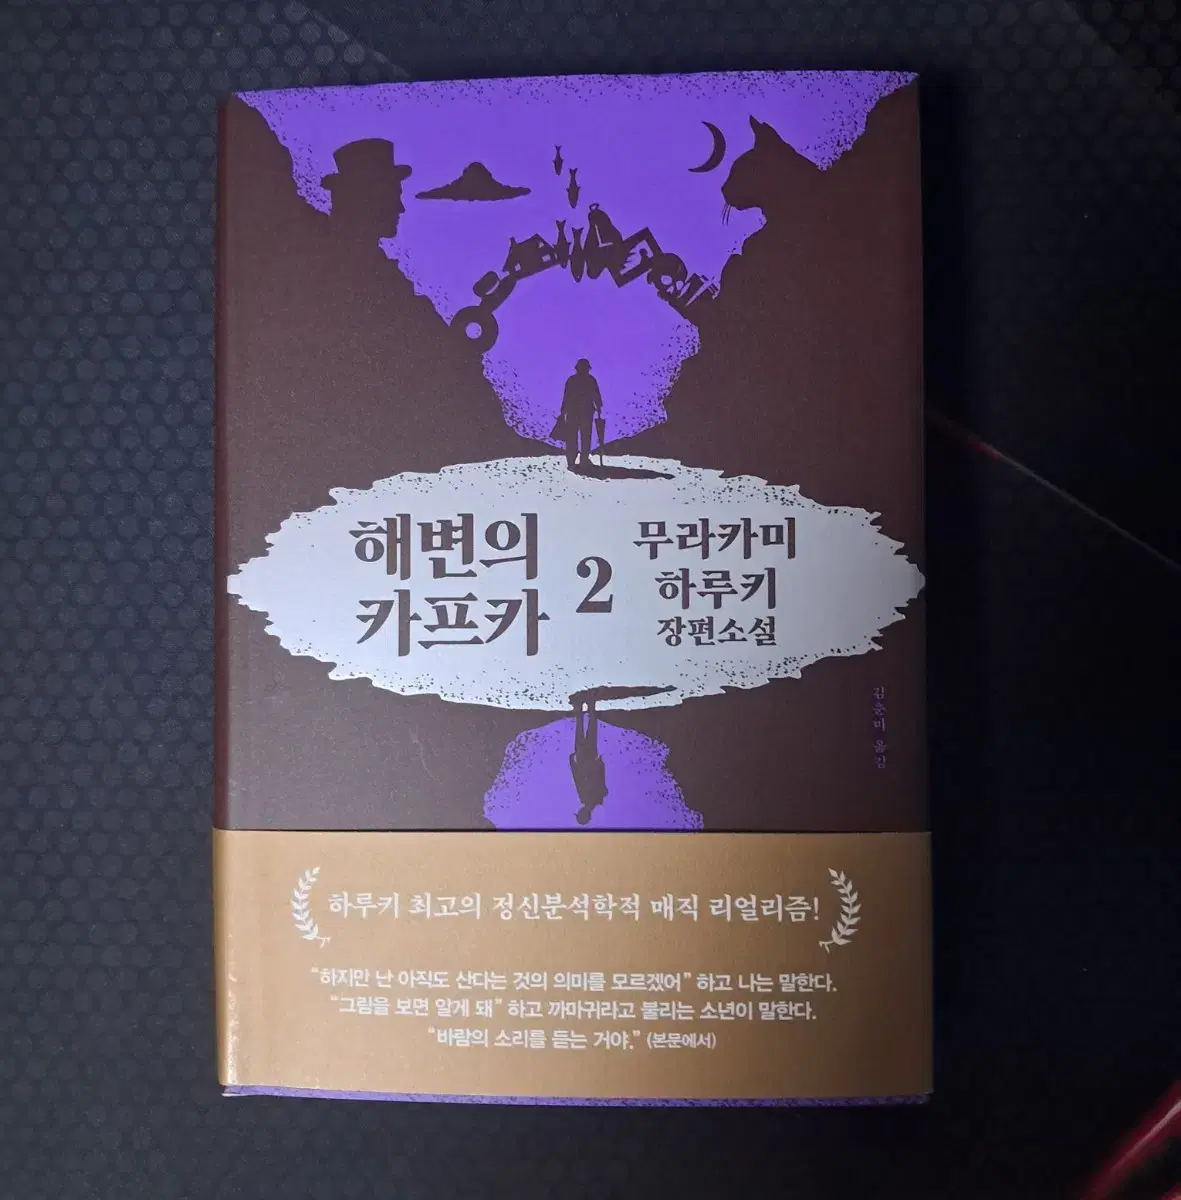 해변의
카프카
2
무라카미
하루키
장편소설
김춘미 옮김
하루키 최고의 정신분석학적 매직 리얼리즘!
“하지만 난 아직도 산다는 것의 의미를 모르겠어” 하고 나는 말한다.
“그림을 보면 알게 돼” 하고 까마귀라고 불리는 소년이 말한다.
“바람의 소리를 듣는 거야.” (본문에서)